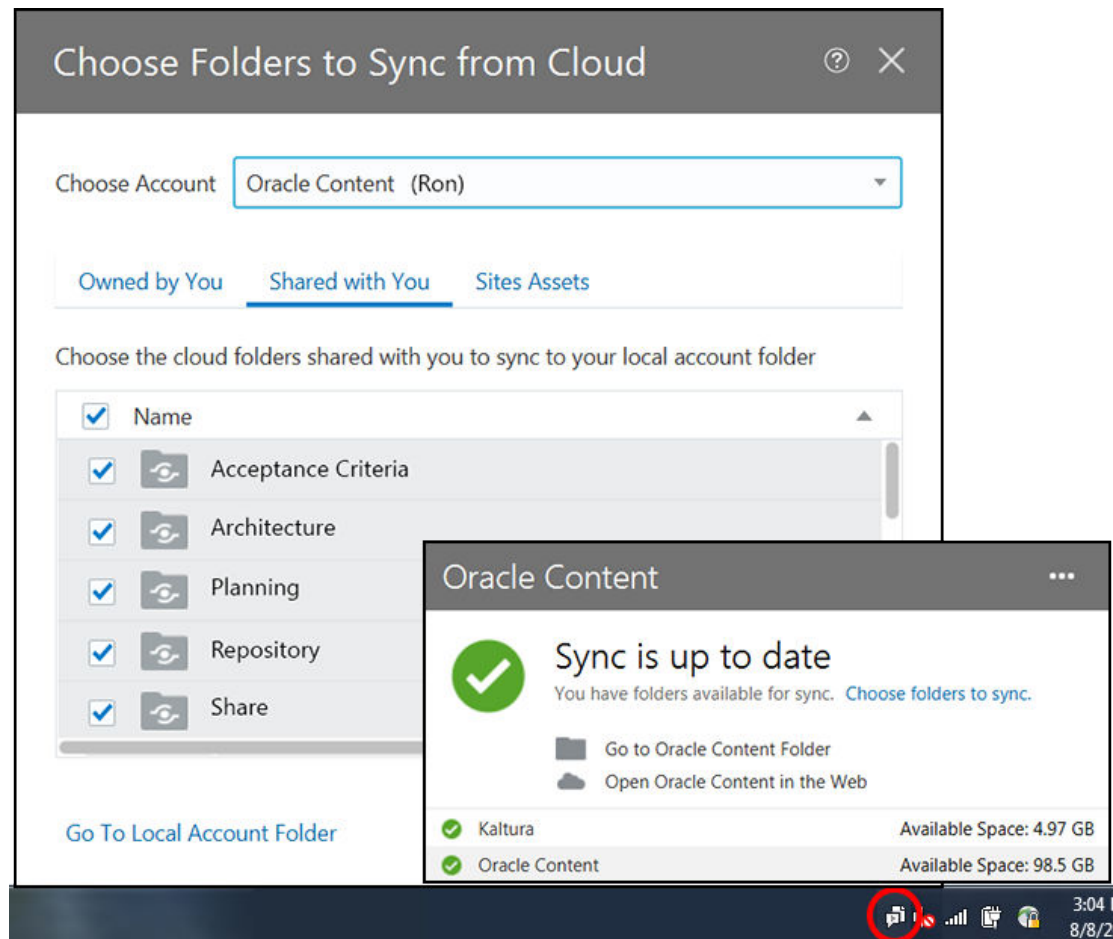 Choose Folders to Sync from Cloud
Choose Account Oracle Content (Ron)
Owned by You Shared with You Sites Assets
Choose the cloud folders shared with you to sync to your local account folder
Name
Acceptance Criteria
Architecture
Planning
Repository
Share
Go To Local Account Folder
Oracle Content
Sync is up to date
You have folders available for sync. Choose folders to sync.
Go to Oracle Content Folder
Open Oracle Content in the Web
Kaltura Available Space: 4.97 GB
Oracle Content Available Space: 98.5 GB
3:04
8/8/2